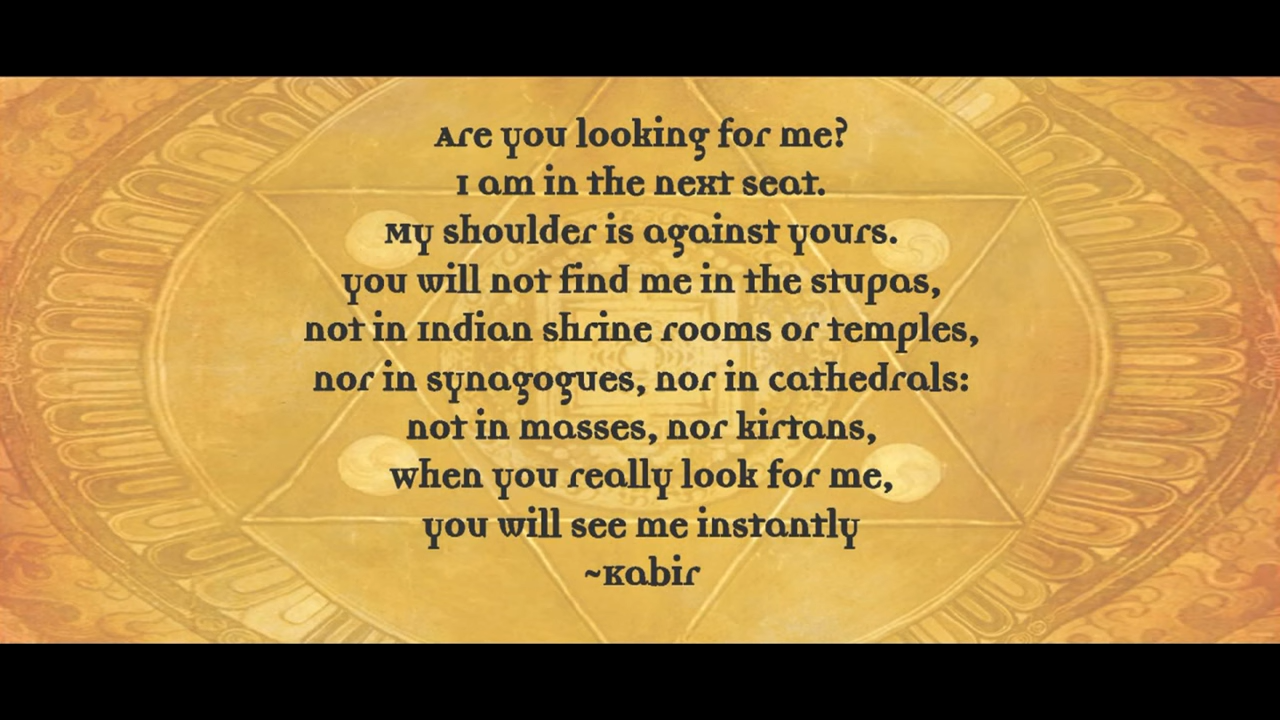 Are you looking for me?
I am in the next seat.
My shoulder is against yours.
you will not find me in the stupas,
not in Indian shrine rooms or temples,
nor in synagogues, nor in cathedrals:
not in masses, nor kirtans,
when you really look for me,
you will see me instantly
~Kabir